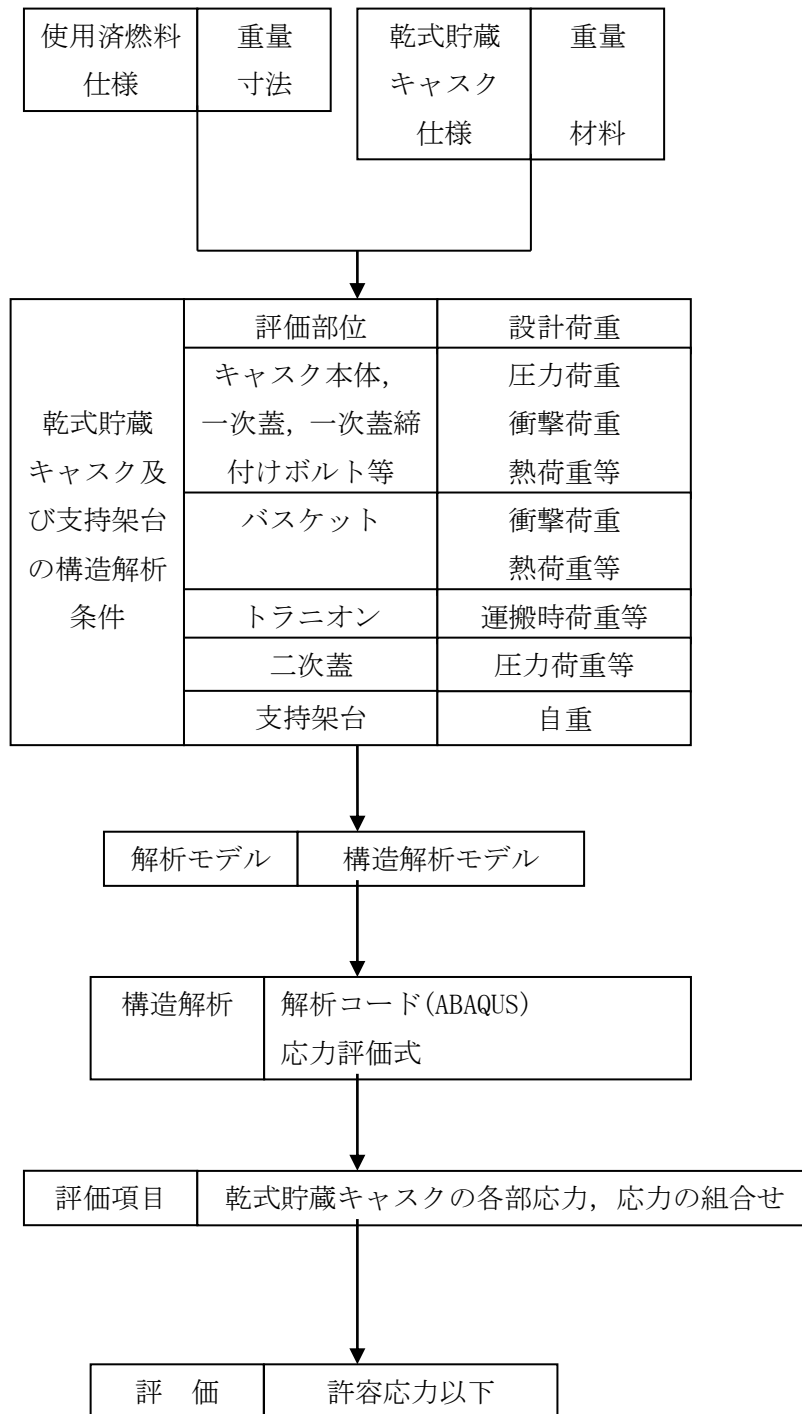 使用済燃料
仕様
重量
寸法
乾式貯蔵
キャスク
仕様
重量
材料
乾式貯蔵
キャスク及
び支持架台
の構造解析
条件
評価部位
設計荷重
キャスク本体,
一次蓋, 一次蓋締
付けボルト等
圧力荷重
衝撃荷重
熱荷重等
バスケット
衝撃荷重
熱荷重等
トラニオン
運搬時荷重等
二次蓋
圧力荷重等
支持架台
自重
解析モデル
構造解析モデル
構造解析
解析コード(ABAQUS)
応力評価式
評価項目
乾式貯蔵キャスクの各部応力, 応力の組合せ
評 価
許容応力以下